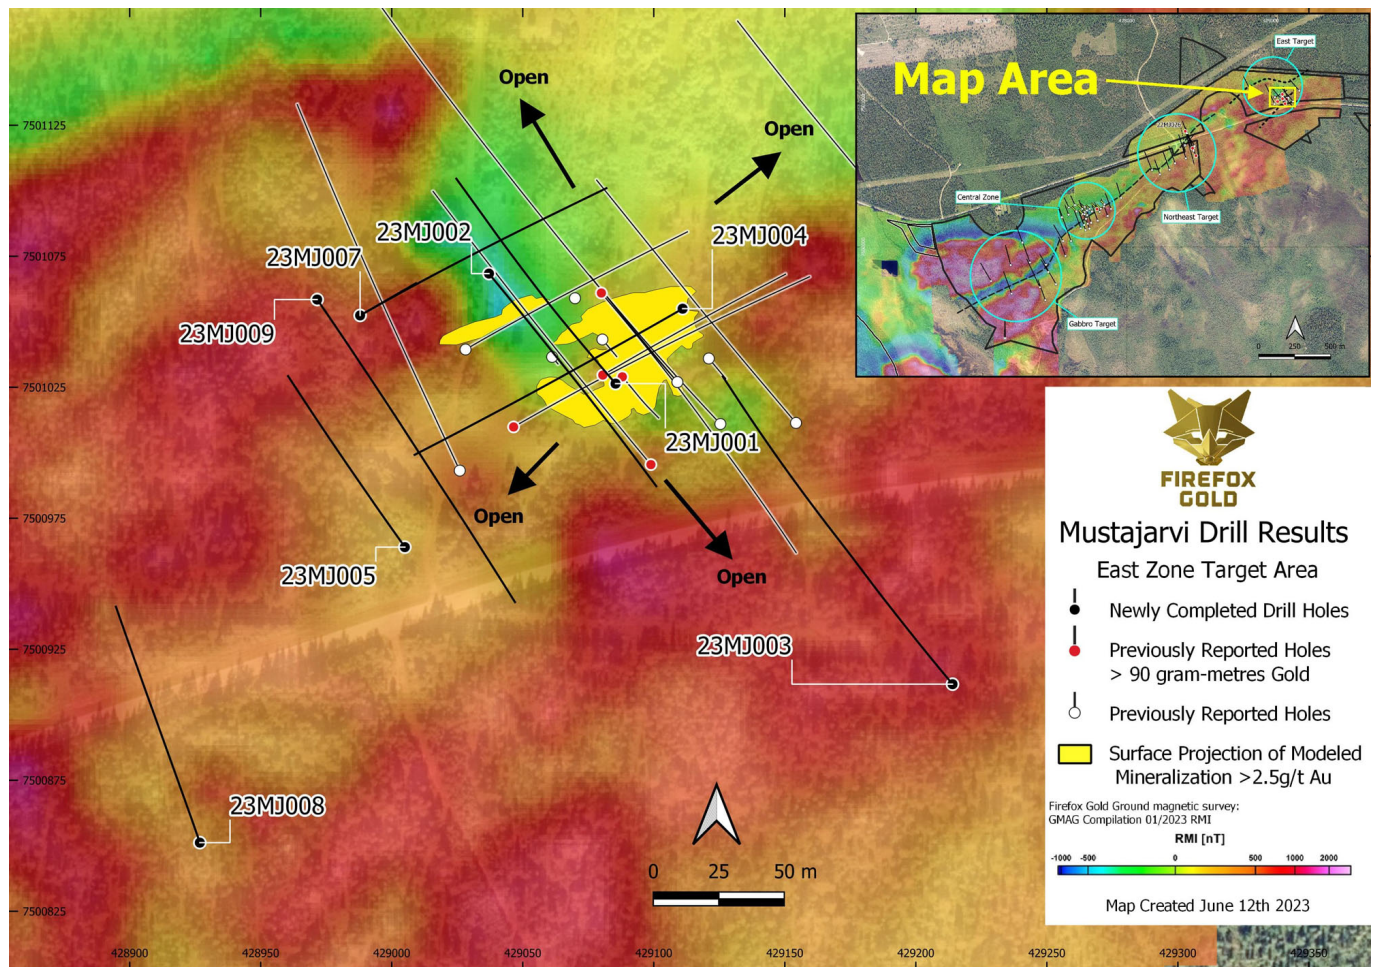 Open
Open
7501125
23MJ002
23MJ004
7501075
23MJ007
23MJ009
7501025
23MJ001
Open
7500975
Open
23MJ005
23MJ003
7500925
7500875
23MJ008
0 25 50 m
7500825
428900 428950 429000 429050 429100 429150 429200 429250 429300 429350
East Target
Map Area
Central Zone
Northeast Target
Gabbro Target
0 250 500 m
FIREFOX
GOLD
Mustajarvi Drill Results
East Zone Target Area
Newly Completed Drill Holes
Previously Reported Holes
> 90 gram-metres Gold
Previously Reported Holes
Surface Projection of Modeled
Mineralization >2.5g/t Au
Firefox Gold Ground magnetic survey:
GMAG Compilation 01/2023 RMI
RMI [nT]
-1000 -500 0 500 1000 2000
Map Created June 12th 2023